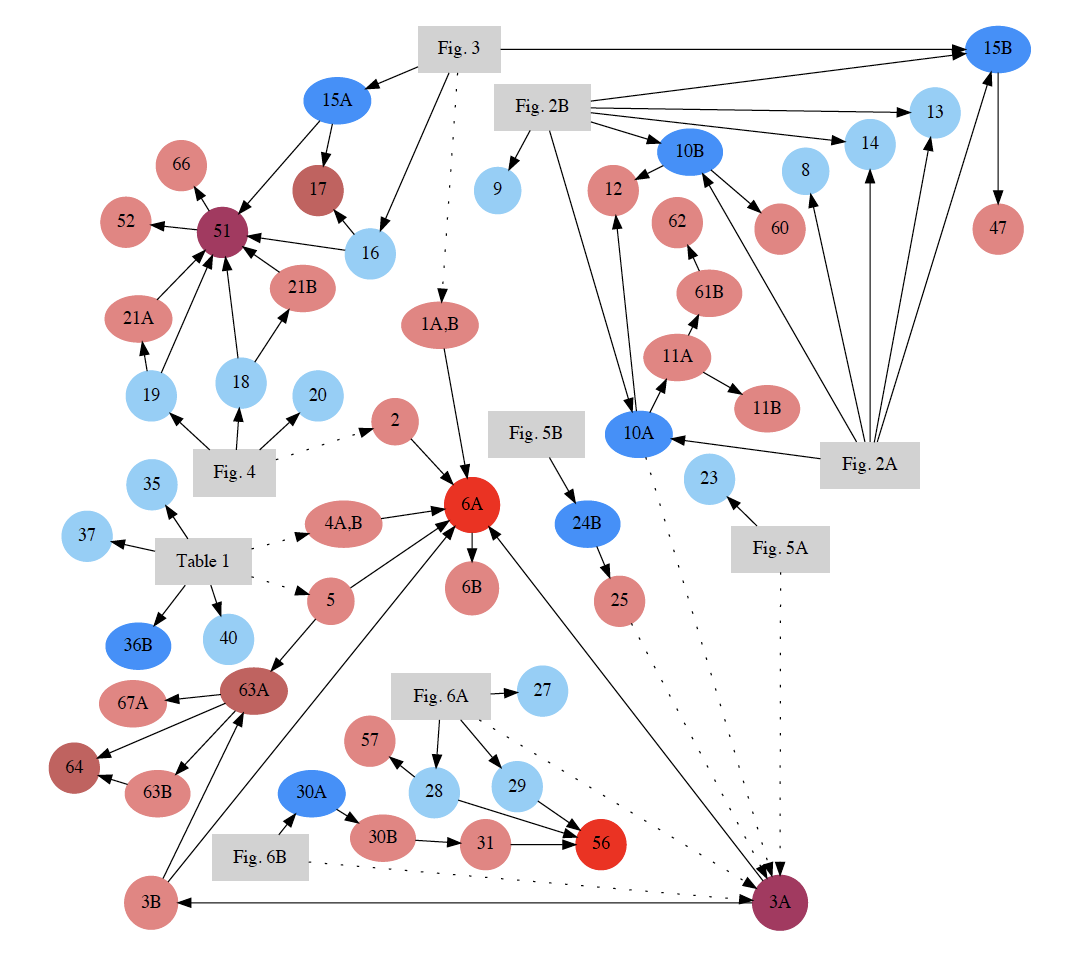 Fig. 3
15B
15A
Fig. 2B
13
14
10B
66
17
9
12
8
52
51
62
60
47
16
21B
61B
21A
1A,B
11A
19
18
20
11B
2
Fig. 5B
10A
Fig. 4
Fig. 2A
35
23
6A
37
4A,B
24B
Table 1
Fig. 5A
6B
5
25
36B
40
63A
67A
Fig. 6A
27
57
64
63B
30A
28
29
30B
31
56
Fig. 6B
3B
3A